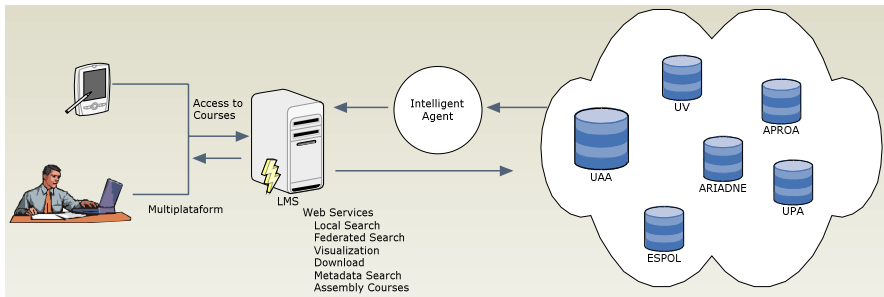 Access to
Courses
Multiplataform
LMS
Web Services
Local Search
Federated Search
Visualization
Download
Metadata Search
Assembly Courses
Intelligent
Agent
UV
APROA
UAA
ARIADNE
UPA
ESPOL